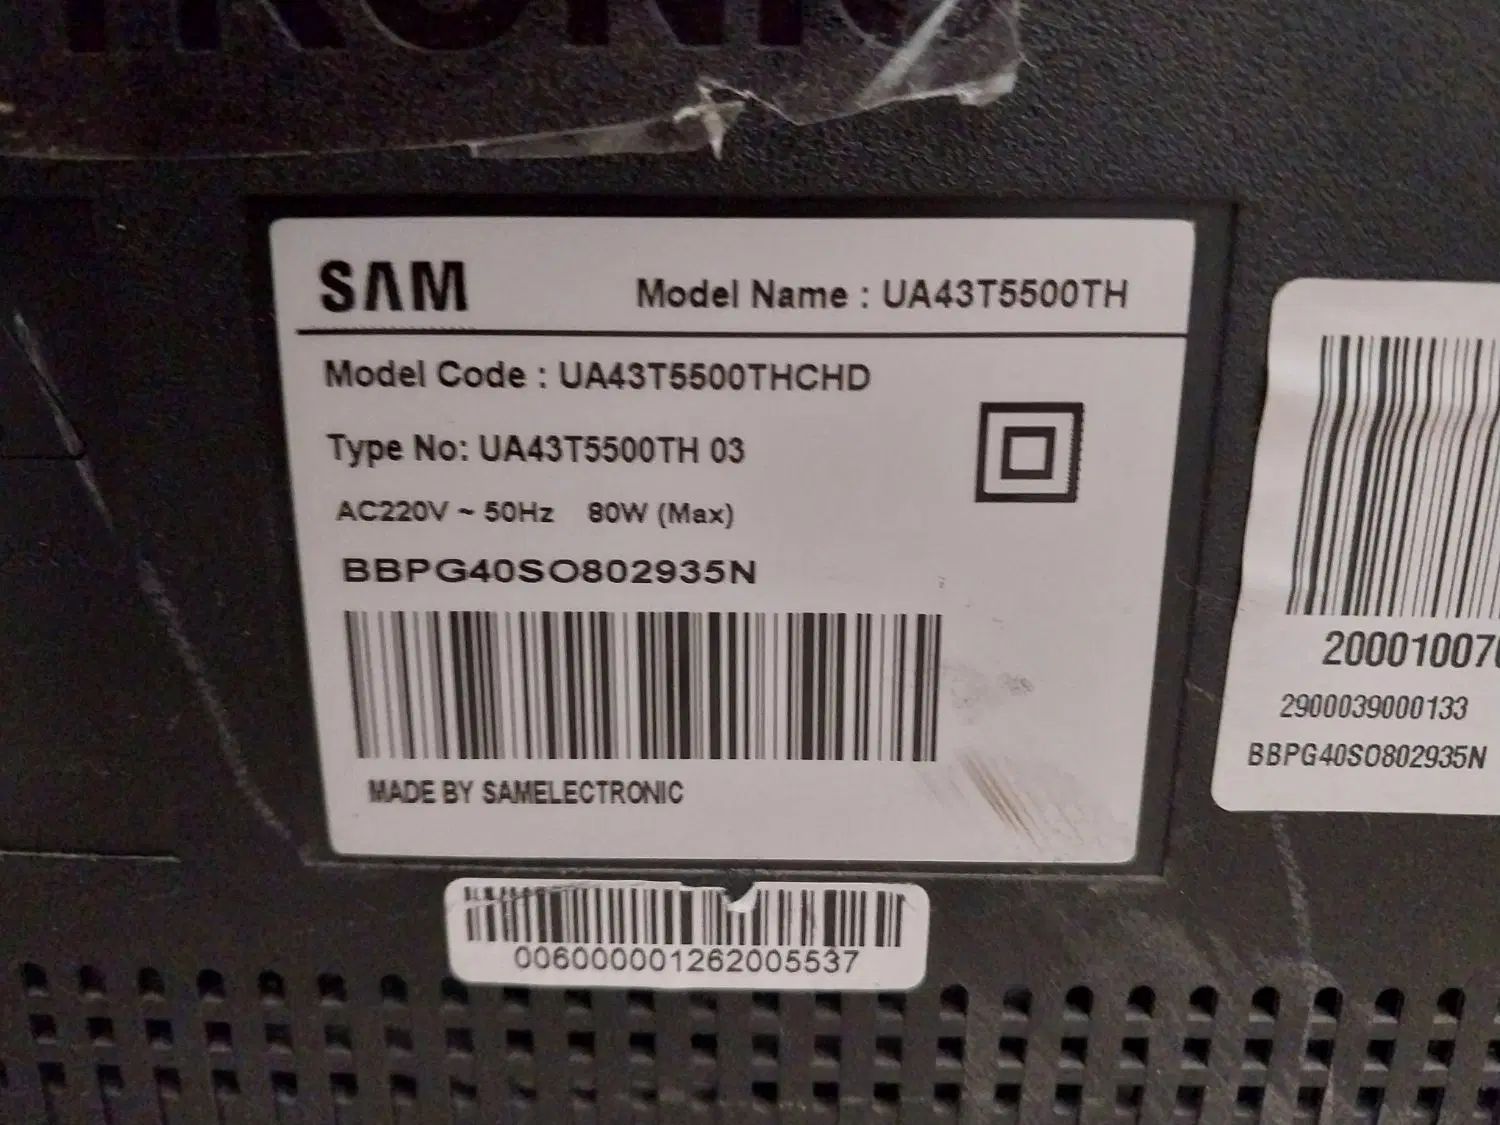 SAM
Model Name : UA43T5500TH
Model Code : UA43T5500THCHD
Type No: UA43T5500TH 03
AC220V ~ 50Hz 80W (Max)
BBPG40SO802935N
MADE BY SAMELECTRONIC
006000001262005537
20001007
2900039000133
BBPG40SO802935N